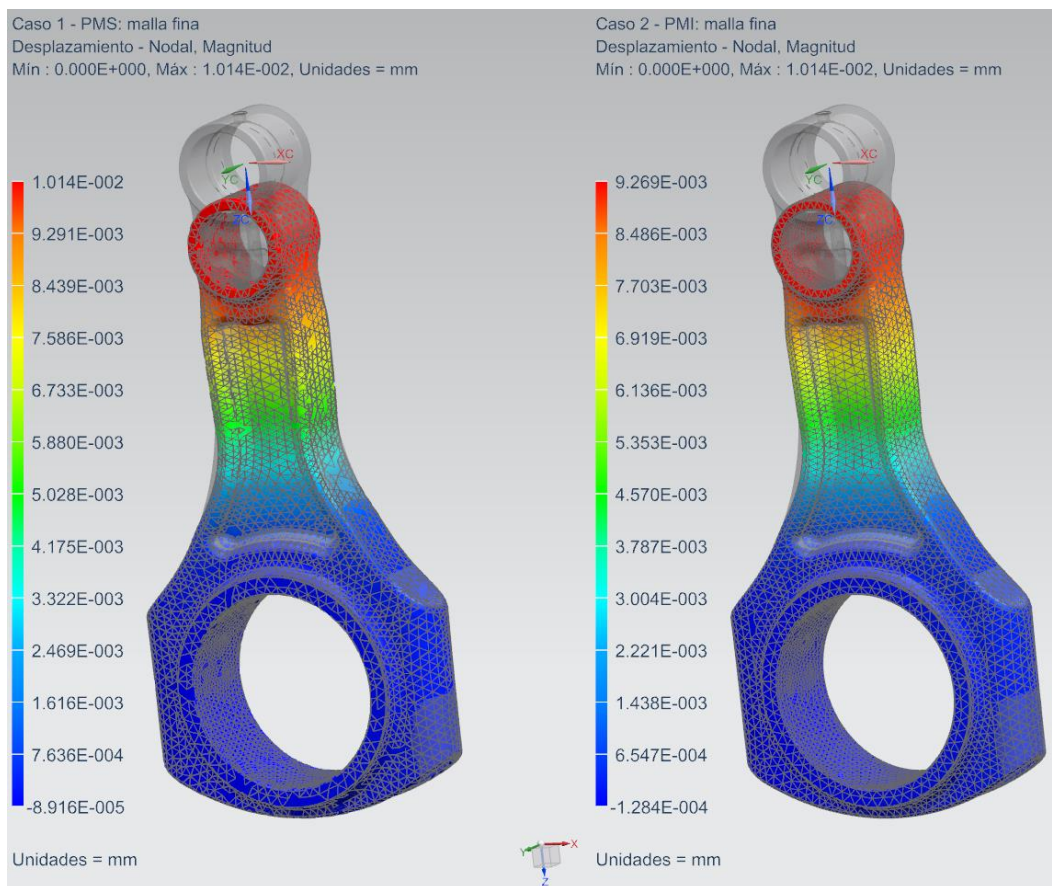 Caso 1 - PMS: malla fina
Desplazamiento - Nodal, Magnitud
Mín : 0.000E+000, Máx : 1.014E-002, Unidades = mm
XC
YC
ZC
1.014E-002
9.291E-003
8.439E-003
7.586E-003
6.733E-003
5.880E-003
5.028E-003
4.175E-003
3.322E-003
2.469E-003
1.616E-003
7.636E-004
-8.916E-005
Unidades = mm
Y
X
Z
Caso 2 - PMI: malla fina
Desplazamiento - Nodal, Magnitud
Mín : 0.000E+000, Máx : 1.014E-002, Unidades = mm
XC
YC
ZC
9.269E-003
8.486E-003
7.703E-003
6.919E-003
6.136E-003
5.353E-003
4.570E-003
3.787E-003
3.004E-003
2.221E-003
1.438E-003
6.547E-004
-1.284E-004
Unidades = mm